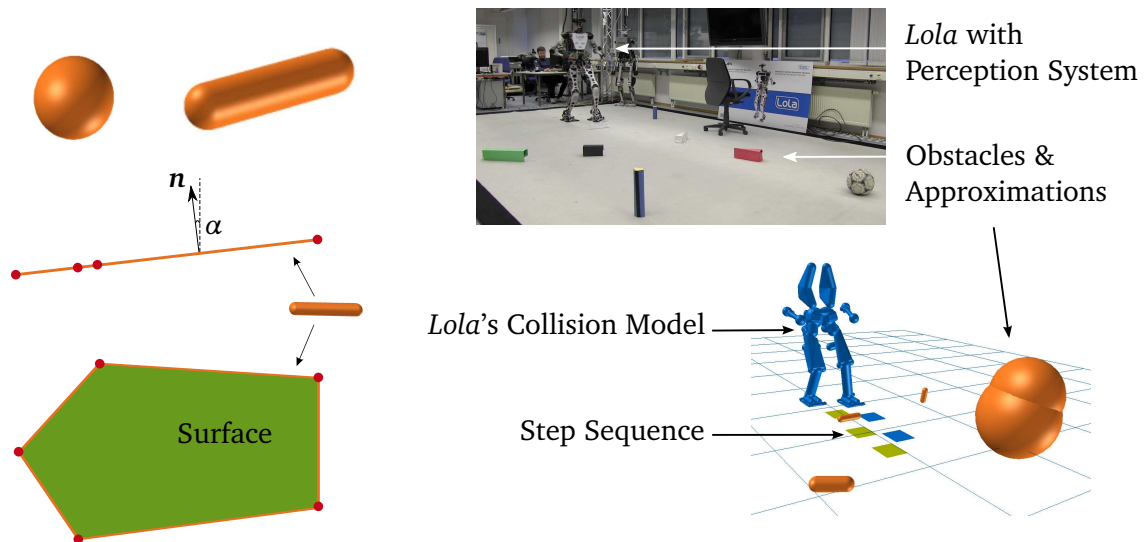 n
α
Surface
Lola with
Perception System
Lola
Obstacles &
Approximations
Lola's Collision Model
Step Sequence